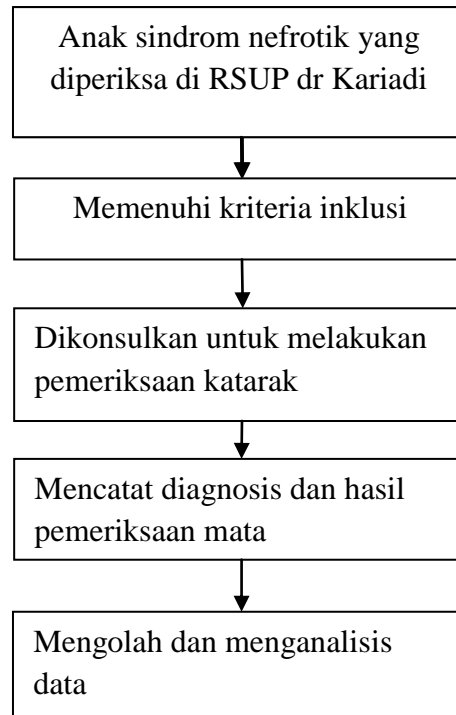 Anak sindrom nefrotik yang
diperiksa di RSUP dr Kariadi
Memenuhi kriteria inklusi
Dikonsulkan untuk melakukan
pemeriksaan katarak
Mencatat diagnosis dan hasil
pemeriksaan mata
Mengolah dan menganalisis
data